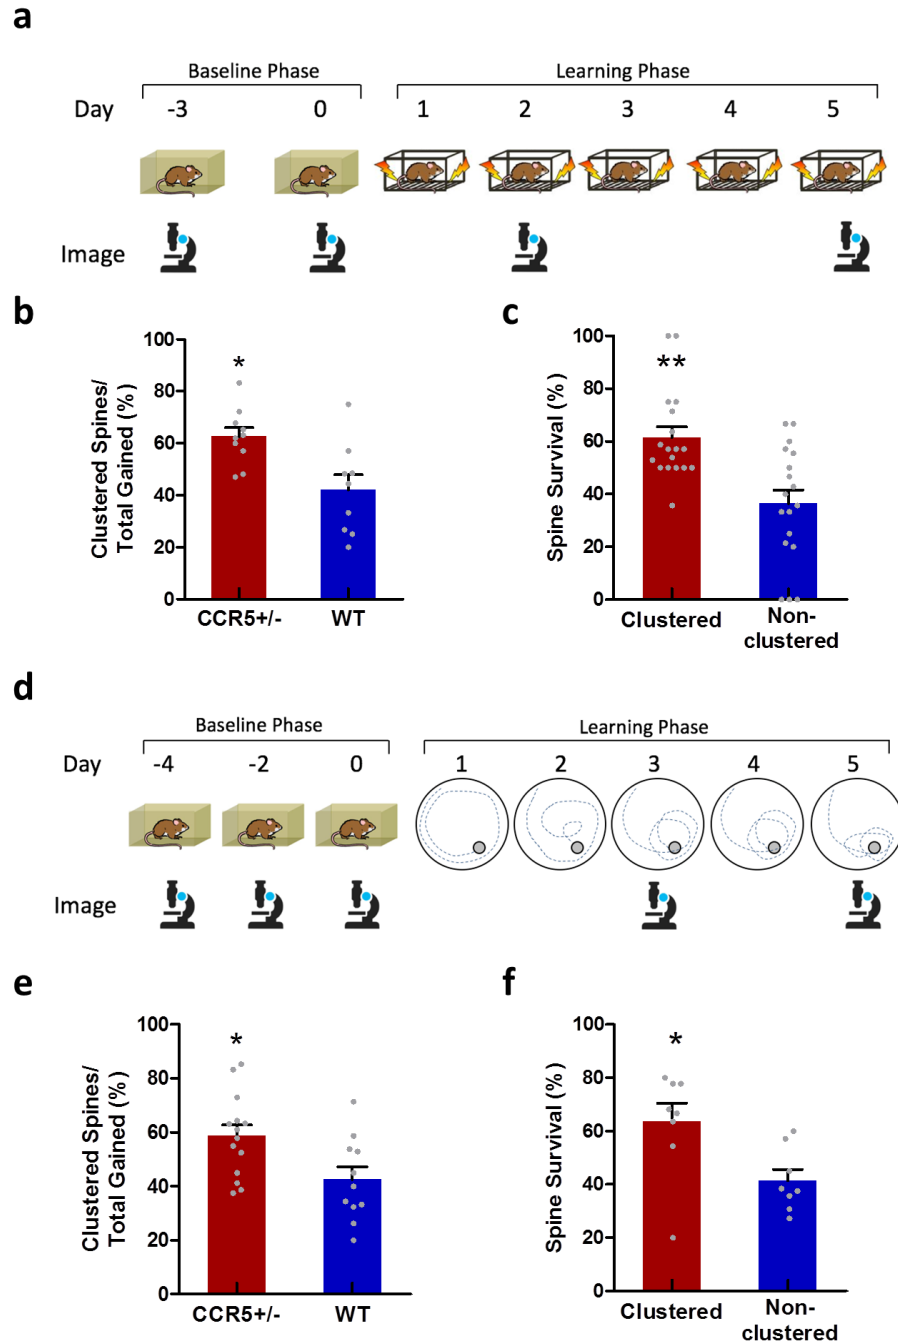 a
Baseline Phase Learning Phase
Day -3 0 1 2 3 4 5
Image
b c
100
80
60
40
20
0
Clustered Spines/
Total Gained (%)
*
CCR5+/- WT
100
80
60
40
20
0
Spine Survival (%)
**
Clustered Non-
clustered
d
Baseline Phase Learning Phase
Day -4 -2 0 1 2 3 4 5
Image
e f
100
80
60
40
20
0
Clustered Spines/
Total Gained (%)
*
CCR5+/- WT
100
80
60
40
20
0
Spine Survival (%)
*
Clustered Non-
clustered